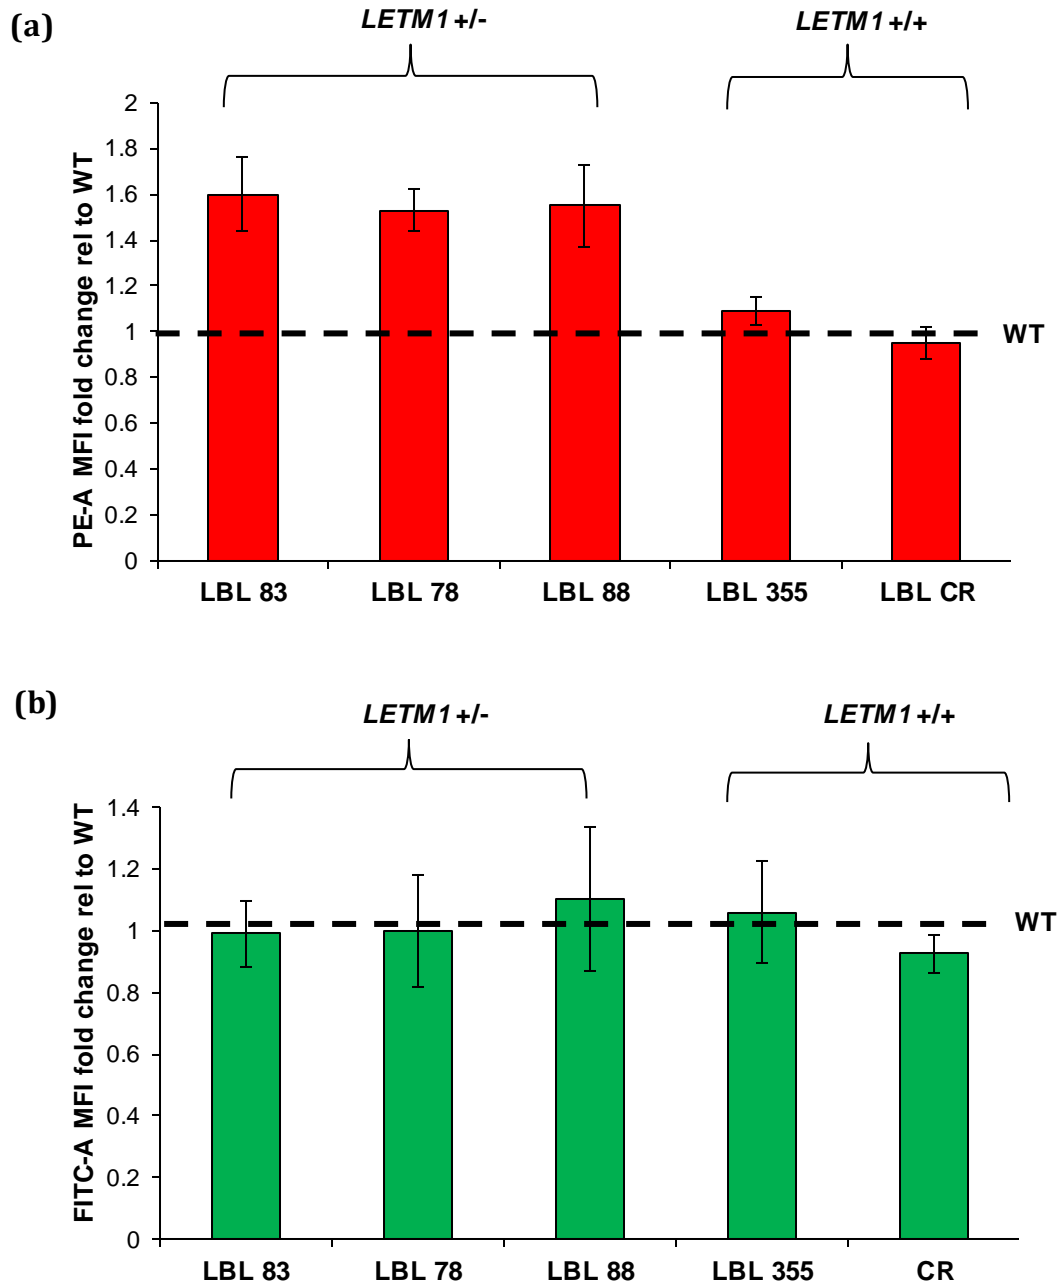 (a)
LETM1 +/-
LETM1 +/+
PE-A MFI fold change rel to WT
2
1.8
1.6
1.4
1.2
1
0.8
0.6
0.4
0.2
0
WT
LBL 83 LBL 78 LBL 88 LBL 355 LBL CR
(b)
LETM1 +/-
LETM1 +/+
FITC-A MFI fold change rel to WT
1.4
1.2
1
0.8
0.6
0.4
0.2
0
WT
LBL 83 LBL 78 LBL 88 LBL 355 CR